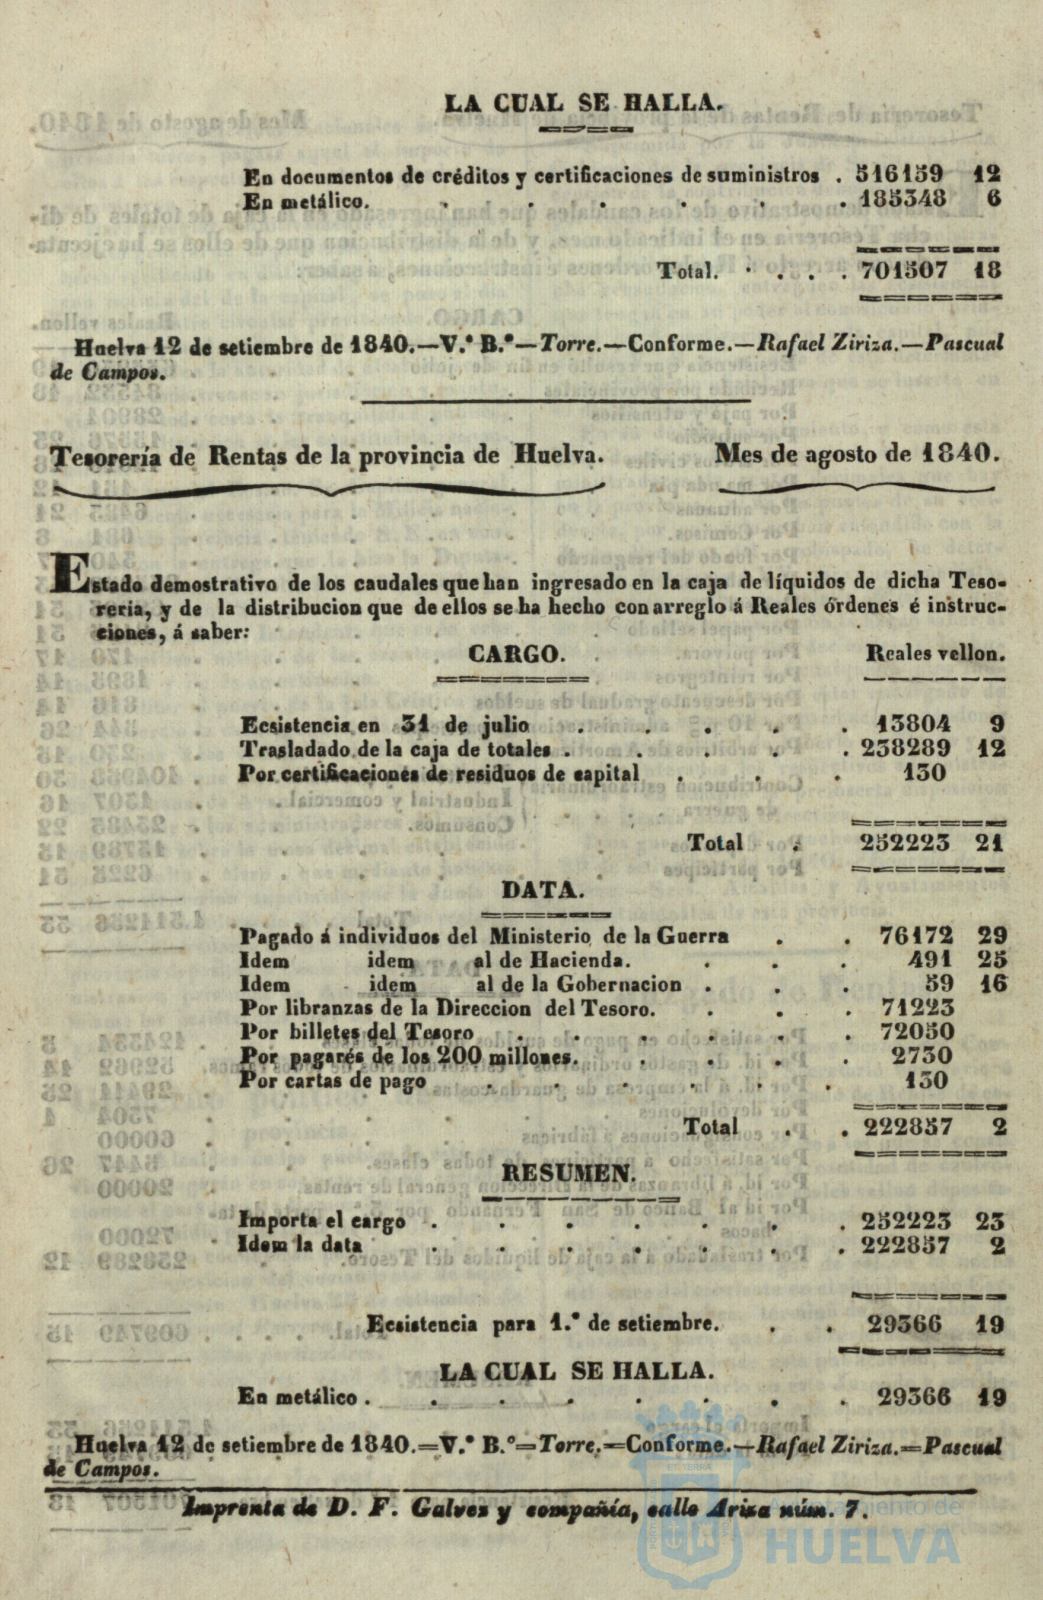 LA CUAL SE HALLA.
En documentos de créditos y certificaciones de suministros . 516159 12
En metálico. . . . . . . 185348 6
Total. . . . . 701507 18
Huelva 12 de setiembre de 1840.—V.º B.º—Torre.—Conforme.—Rafael Ziriza.—Pascual
de Campos.
Tesorería de Rentas de la provincia de Huelva. Mes de agosto de 1840.
Estado demostrativo de los caudales que han ingresado en la caja de líquidos de dicha Teso-
reria, y de la distribucion que de ellos se ha hecho con arreglo á Reales órdenes é instruc-
ciones, á saber:
CARGO. Reales vellon.
Ecsistencia en 31 de julio . . . . . 13804 9
Trasladado de la caja de totales . . . . . 238289 12
Por certificaciones de residuos de capital . . . 130
Total . 252223 21
DATA.
Pagado á individuos del Ministerio de la Guerra . . 76172 29
Idem idem al de Hacienda. . . . 491 25
Idem idem al de la Gobernacion . . . 59 16
Por libranzas de la Direccion del Tesoro. . . . 71223
Por billetes del Tesoro . . . . . . 72050
Por pagarés de los 200 millones. . . . . 2730
Por cartas de pago . . . . . . 130
Total . . 222857 2
RESUMEN.
Importa el cargo . . . . . . . 252223 23
Idem la data . . . . . . . 222857 2
Ecsistencia para 1.º de setiembre. . . 29366 19
LA CUAL SE HALLA.
En metálico . . . . . . . . 29366 19
Huelva 12 de setiembre de 1840.=V.º B.º=Torre.=Conforme.—Rafael Ziriza.=Pascual
de Campos.
Imprenta de D. F. Galvez y compañía, calle Ariza núm. 7.
Ayuntamiento de
HUELVA